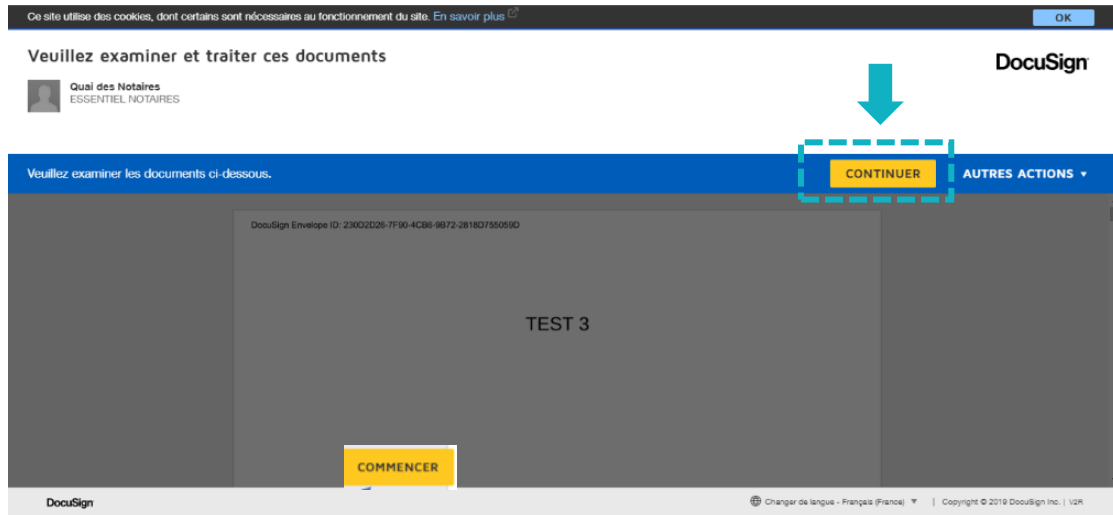 Ce site utilise des cookies, dont certains sont nécessaires au fonctionnement du site. En savoir plus
OK
Veuillez examiner et traiter ces documents
DocuSign
Quai des Notaires
ESSENTIEL NOTAIRES
Veuillez examiner les documents ci-dessous.
CONTINUER
AUTRES ACTIONS
DocuSign Envelope ID: 230D2D26-7F90-4CB6-9B72-2818D755059D
TEST 3
COMMENCER
DocuSign
Changer de langue - Français (France) | Copyright © 2019 DocuSign Inc. | V2R